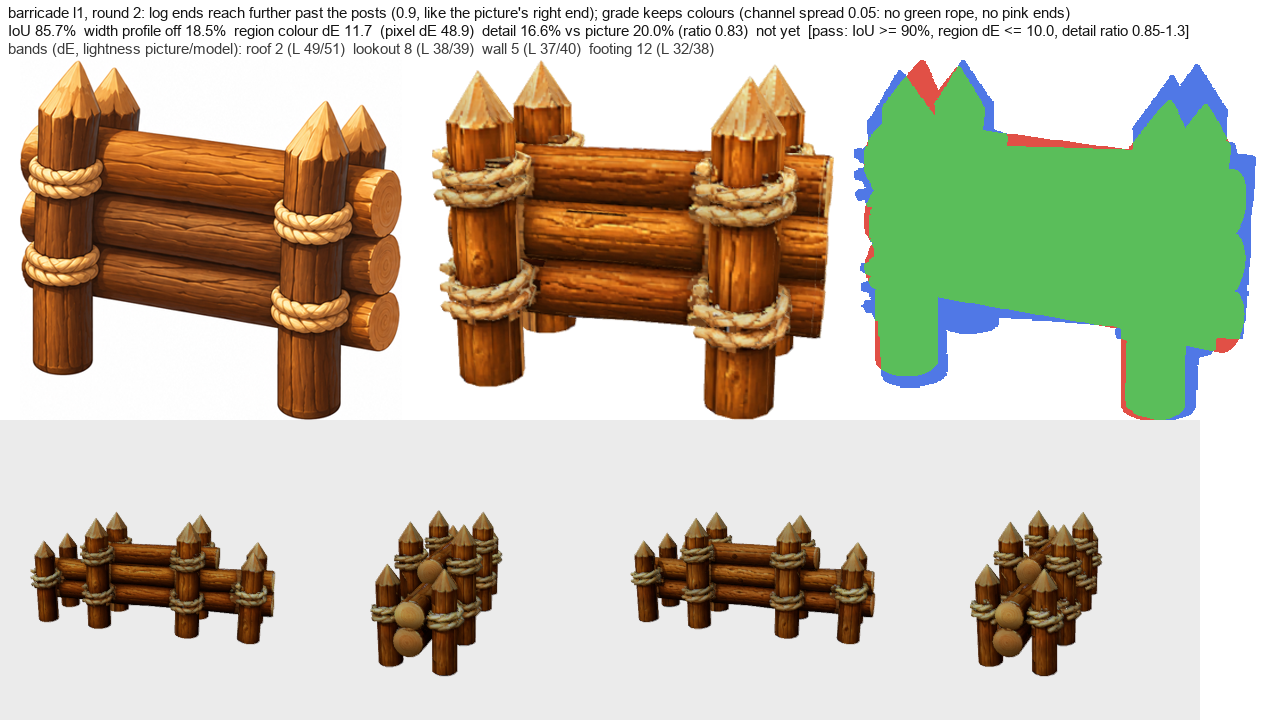 barricade l1, round 2: log ends reach further past the posts (0.9, like the picture's right end); grade keeps colours (channel spread 0.05: no green rope, no pink ends)
IoU 85.7%  width profile off 18.5%  region colour dE 11.7  (pixel dE 48.9)  detail 16.6% vs picture 20.0% (ratio 0.83)  not yet  [pass: IoU >= 90%, region dE <= 10.0, detail ratio 0.85-1.3]
bands (dE, lightness picture/model): roof 2 (L 49/51)  lookout 8 (L 38/39)  wall 5 (L 37/40)  footing 12 (L 32/38)